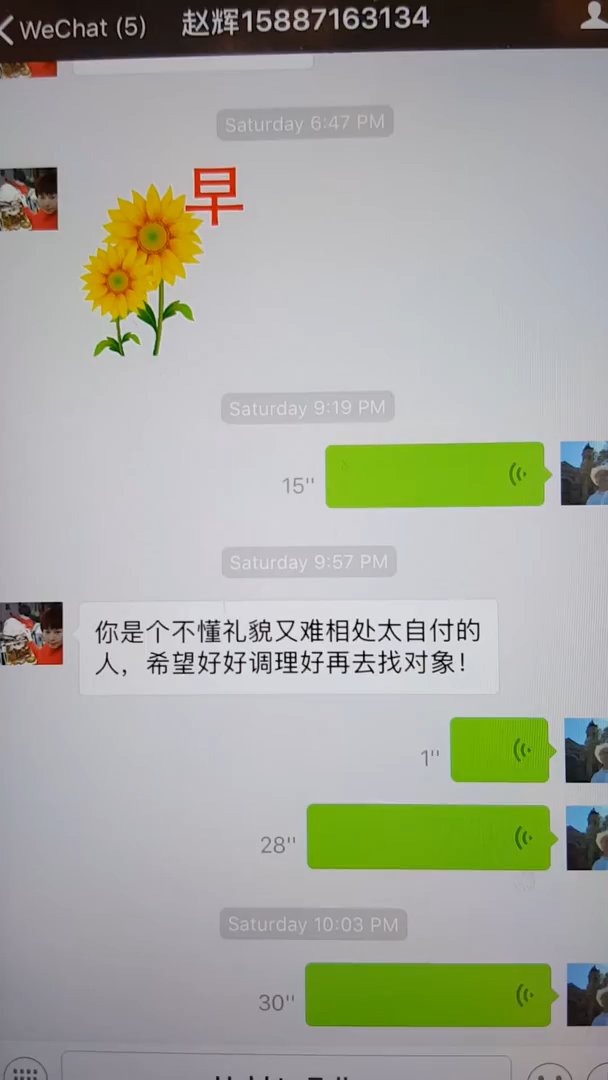 WeChat (5)
赵辉15887163134
Saturday 6:47 PM
早
Saturday 9:19 PM
15"
Saturday 9:57 PM
你是个不懂礼貌又难相处太自付的
人，希望好好调理好再去找对象！
1"
28"
Saturday 10:03 PM
30"